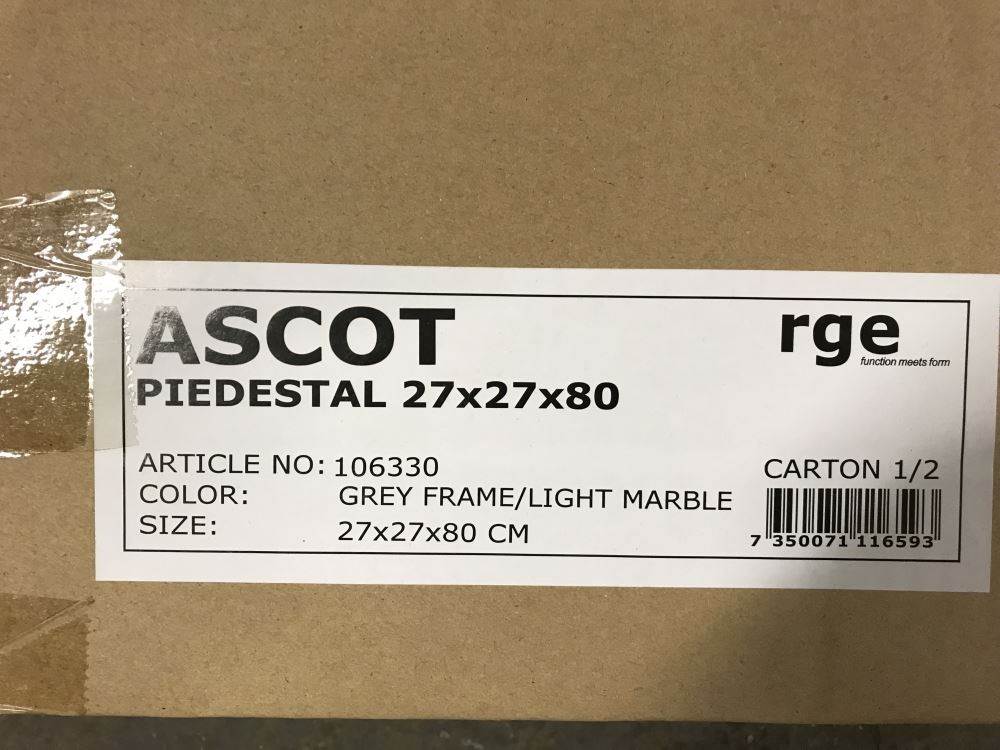 ASCOT
rge
function meets form
PIEDESTAL 27x27x80
ARTICLE NO: 106330
COLOR: GREY FRAME/LIGHT MARBLE
SIZE: 27x27x80 CM
CARTON 1/2
7 350071 116593